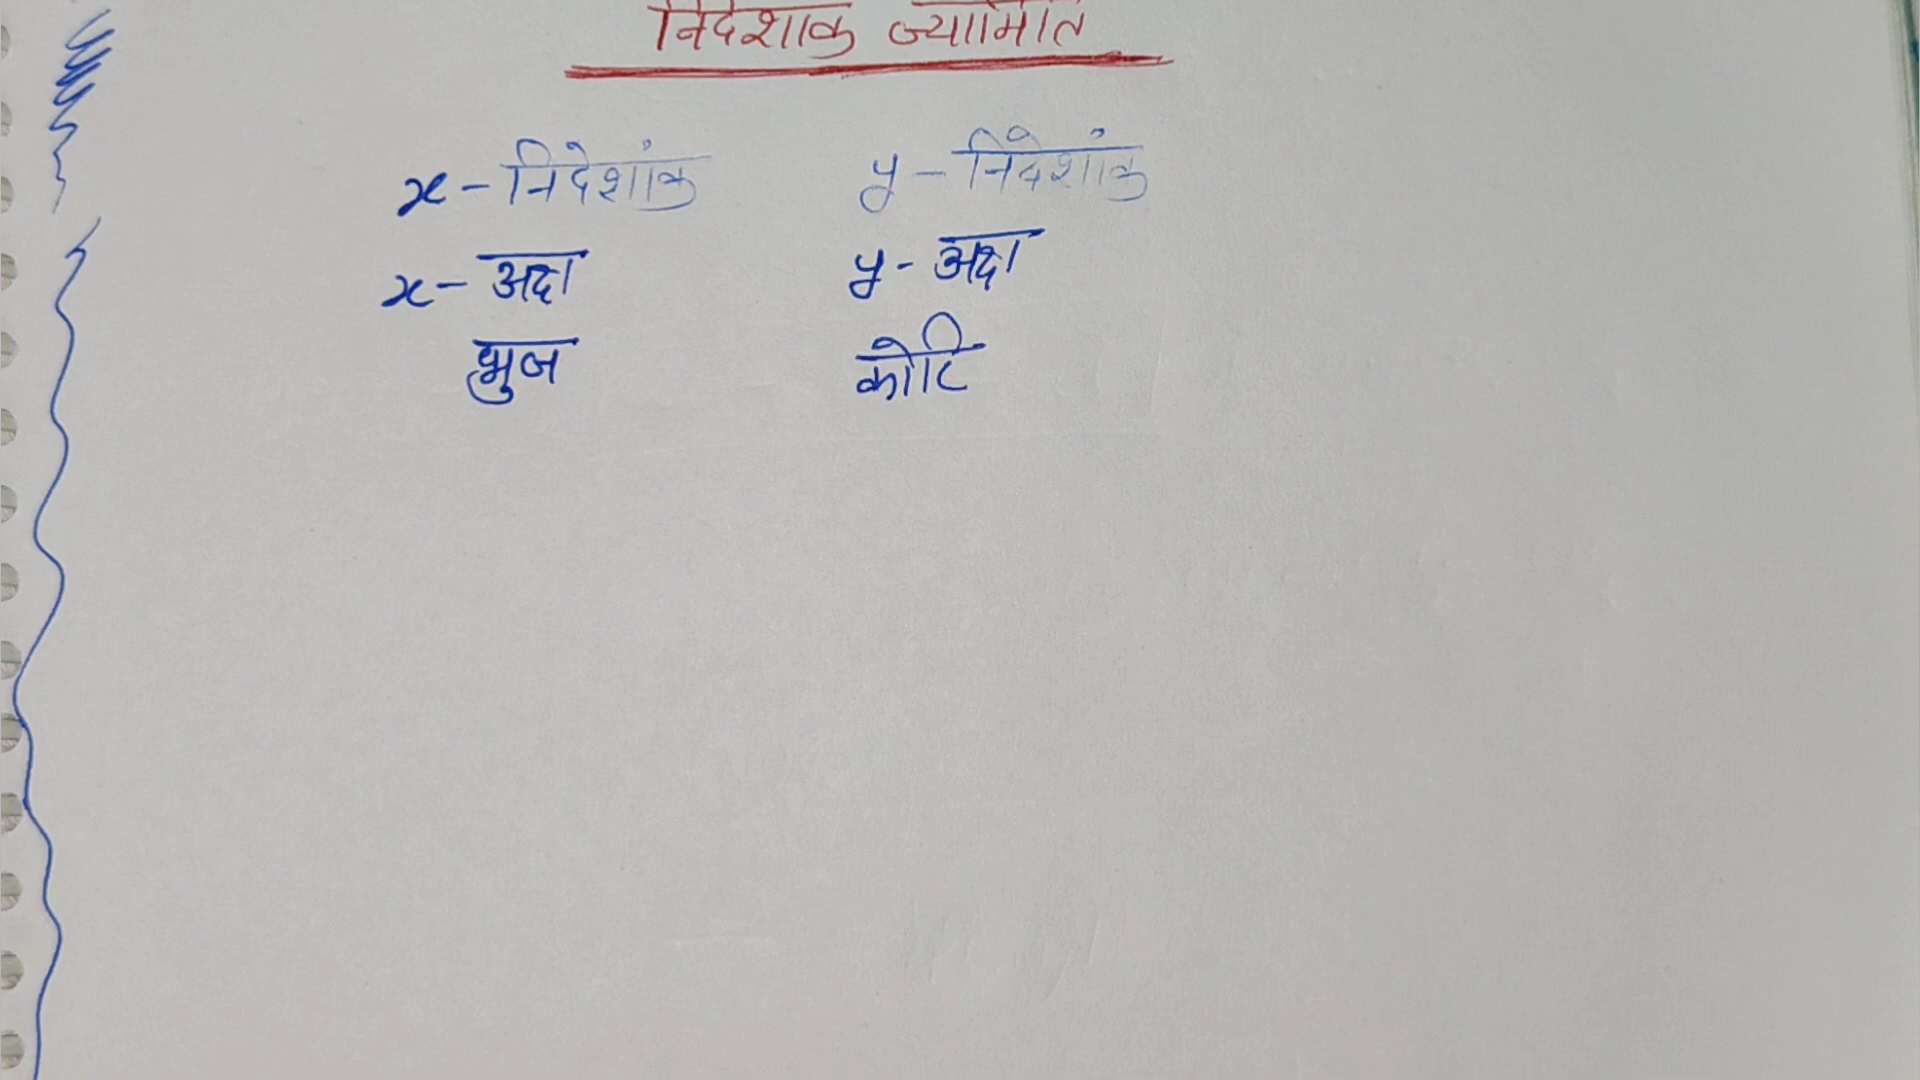 निर्देशांक ज्यामिति
x - निर्देशांक y - निर्देशांक
x - अक्ष y - अक्ष
भुज कोटि